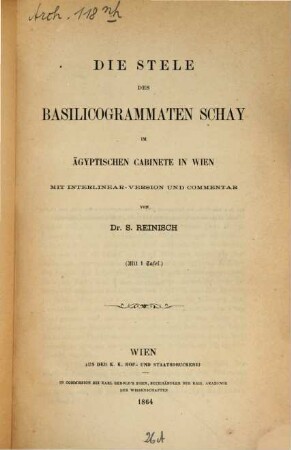 Arch. 118 nh
DIE STELE
DES
BASILICOGRAMMATEN SCHAY
IM
ÄGYPTISCHEN CABINETE IN WIEN
MIT INTERLINEAR-VERSION UND COMMENTAR
VON
Dr. S. REINISCH
(Mit 1 Tafel.)
WIEN
AUS DER K. K. HOF- UND STAATSDRUCKEREI
IN COMMISSION BEI KARL GEROLD'S SOHN, BUCHHÄNDLER DER KAIS. AKADEMIE
DER WISSENSCHAFTEN
1864
26A